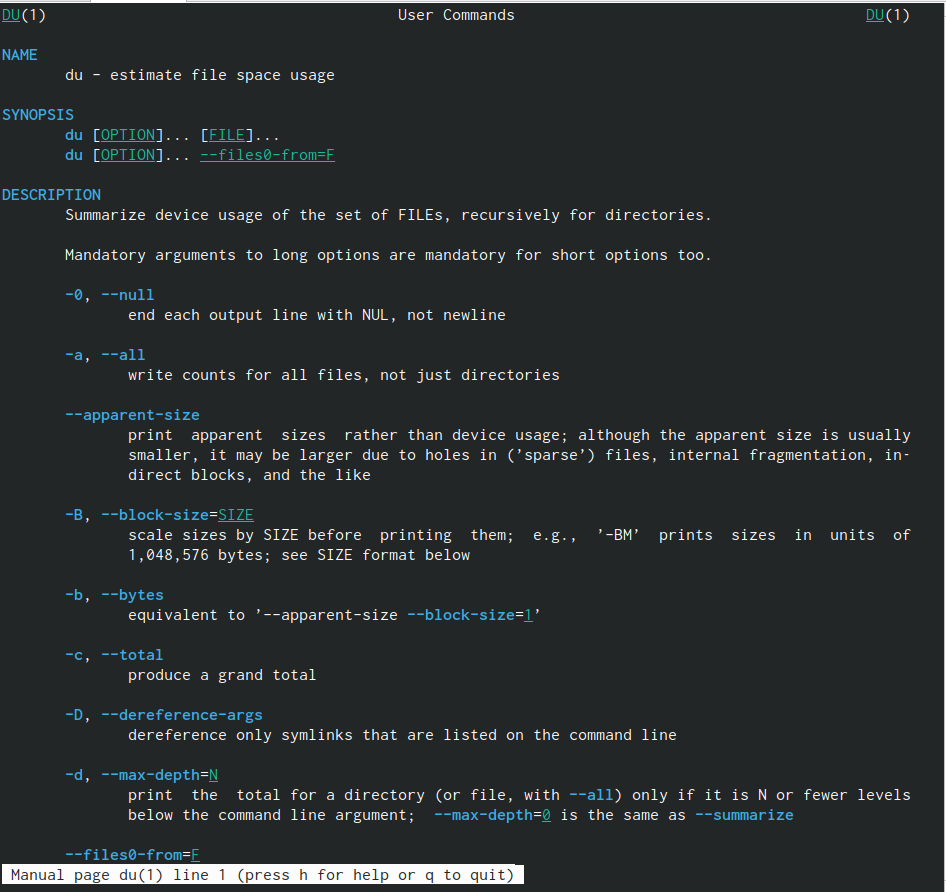 DU(1) User Commands DU(1)
NAME
du - estimate file space usage
SYNOPSIS
du [OPTION]... [FILE]...
du [OPTION]... --files0-from=F
DESCRIPTION
Summarize device usage of the set of FILEs, recursively for directories.
Mandatory arguments to long options are mandatory for short options too.
-0, --null
end each output line with NUL, not newline
-a, --all
write counts for all files, not just directories
--apparent-size
print apparent sizes rather than device usage; although the apparent size is usually
smaller, it may be larger due to holes in (’sparse’) files, internal fragmentation, in‐
direct blocks, and the like
-B, --block-size=SIZE
scale sizes by SIZE before printing them; e.g., ’-BM’ prints sizes in units of
1,048,576 bytes; see SIZE format below
-b, --bytes
equivalent to ’--apparent-size --block-size=1’
-c, --total
produce a grand total
-D, --dereference-args
dereference only symlinks that are listed on the command line
-d, --max-depth=N
print the total for a directory (or file, with --all) only if it is N or fewer levels
below the command line argument; --max-depth=0 is the same as --summarize
--files0-from=F
Manual page du(1) line 1 (press h for help or q to quit)